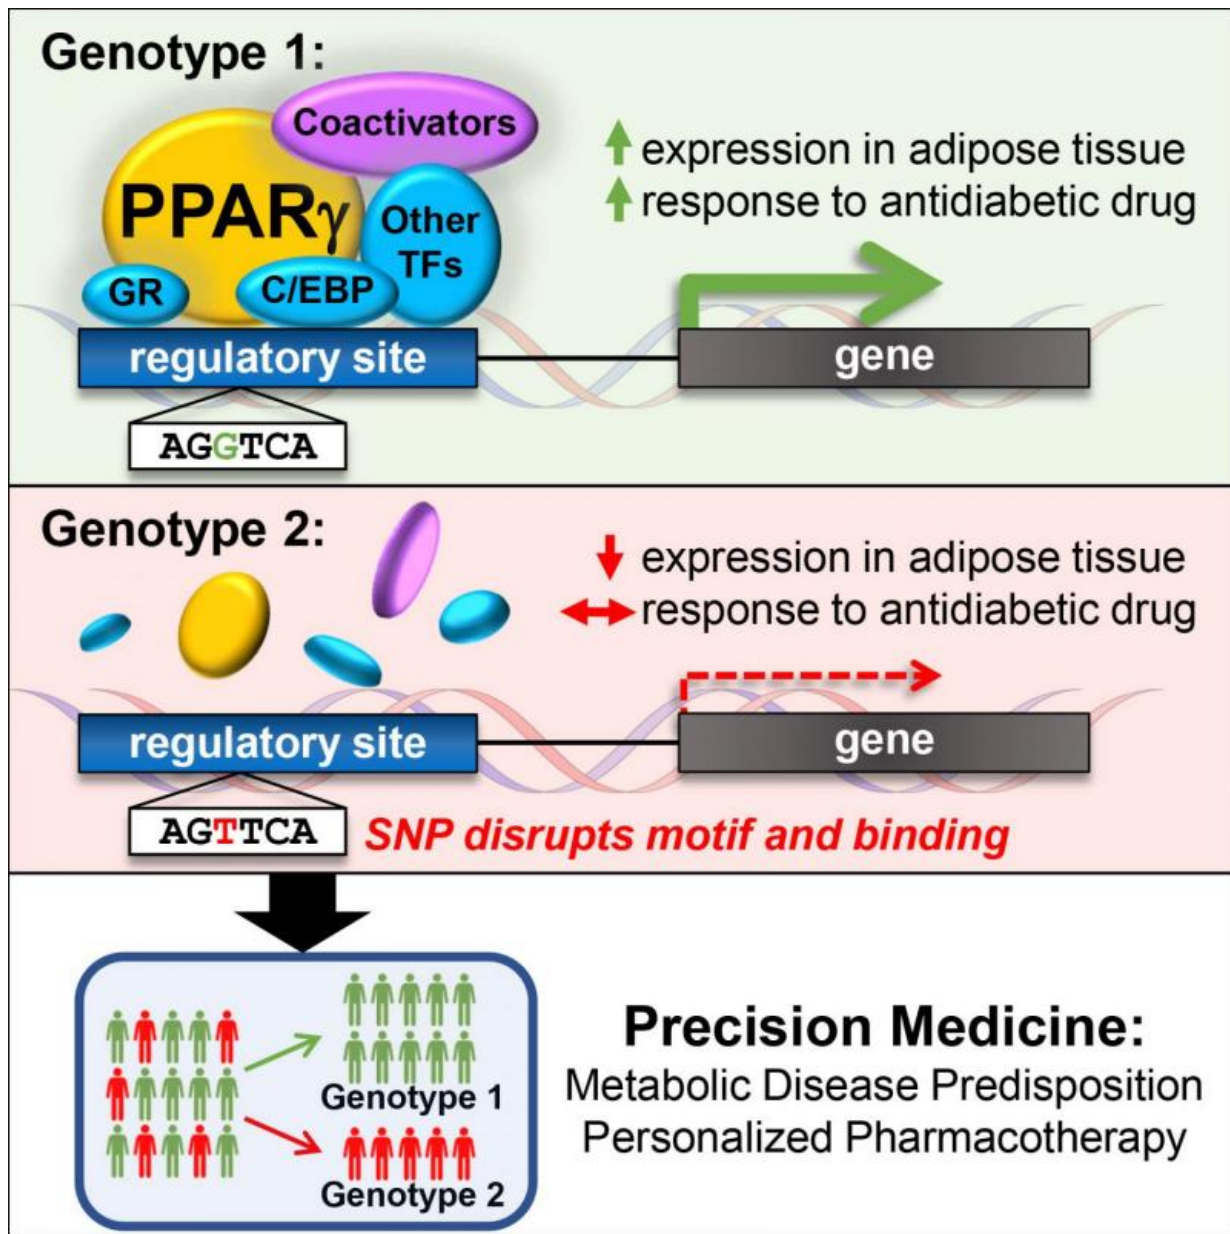 Genotype 1:
Coactivators
PPARγ
Other
TFs
GR
C/EBP
expression in adipose tissue
response to antidiabetic drug
regulatory site
gene
AGGTCA
Genotype 2:
expression in adipose tissue
response to antidiabetic drug
regulatory site
gene
AGTTCA
SNP disrupts motif and binding
Genotype 1
Genotype 2
Precision Medicine:
Metabolic Disease Predisposition
Personalized Pharmacotherapy